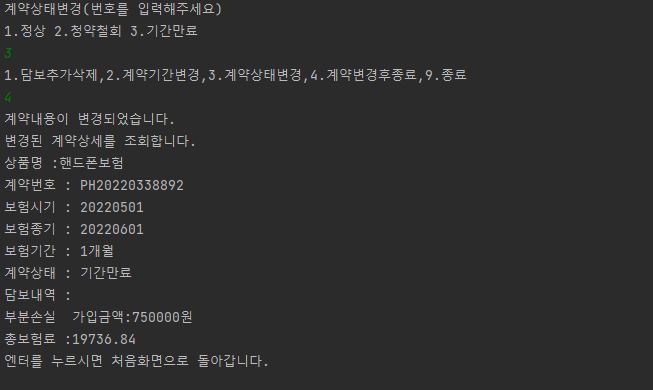 계약상태변경(번호를 입력해주세요)
1.정상 2.청약철회 3.기간만료
3
1.담보추가삭제,2.계약기간변경,3.계약상태변경,4.계약변경후종료,9.종료
4
계약내용이 변경되었습니다.
변경된 계약상세를 조회합니다.
상품명 :핸드폰보험
계약번호 : PH20220338892
보험시기 : 20220501
보험종기 : 20220601
보험기간 : 1개월
계약상태 : 기간만료
담보내역 :
부분손실  가입금액:750000원
총보험료 :19736.84
엔터를 누르시면 처음화면으로 돌아갑니다.